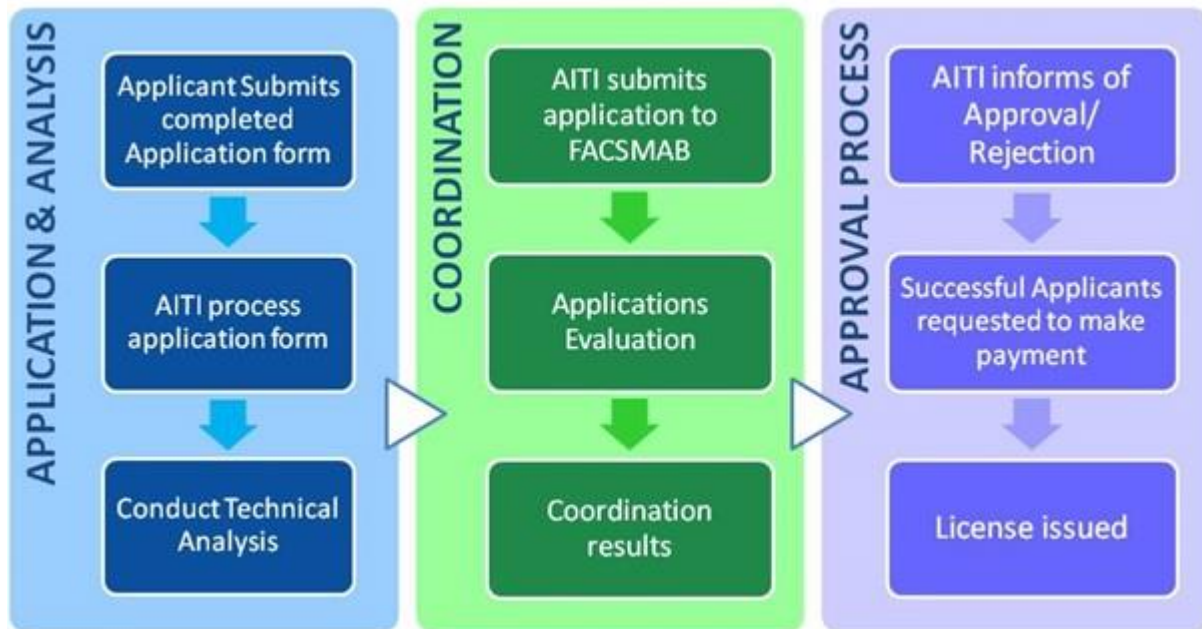 APPLICATION & ANALYSIS
Applicant Submits
completed
Application form
AITI process
application form
Conduct Technical
Analysis
COORDINATION
AITI submits
application to
FACSMAB
Applications
Evaluation
Coordination
results
APPROVAL PROCESS
AITI informs of
Approval/
Rejection
Successful Applicants
requested to make
payment
License issued